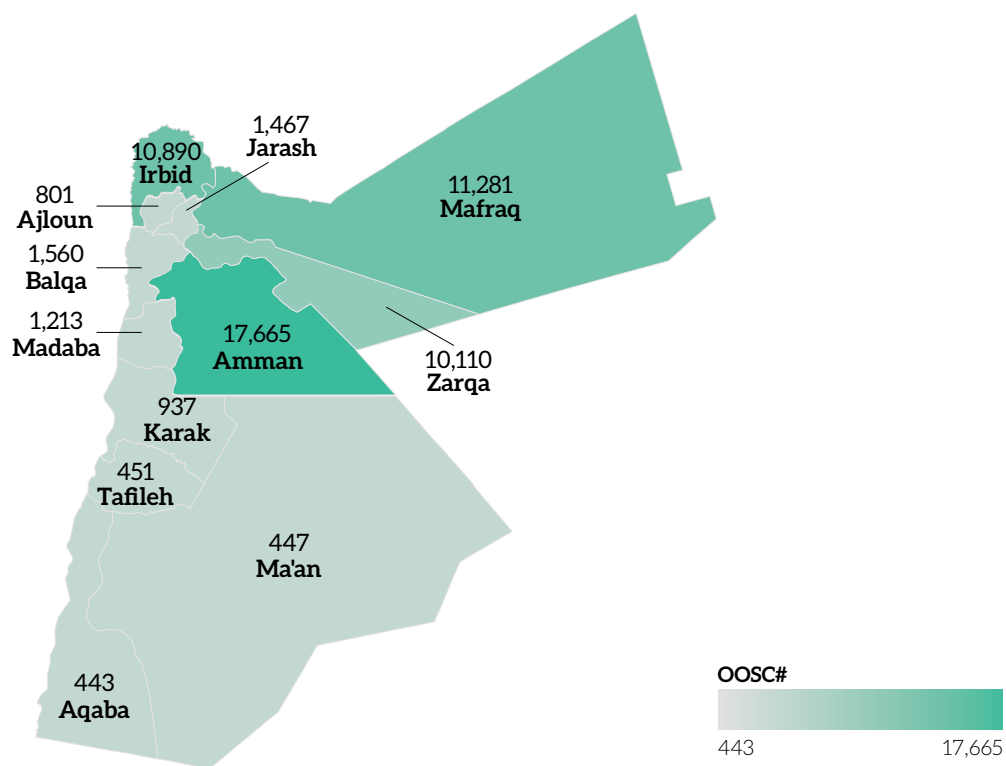 1,467
Jarash
10,890
Irbid
11,281
Mafraq
801
Ajloun
1,560
Balqa
1,213
Madaba
17,665
Amman
10,110
Zarqa
937
Karak
451
Tafileh
447
Ma'an
443
Aqaba
OOSC#
443
17,665